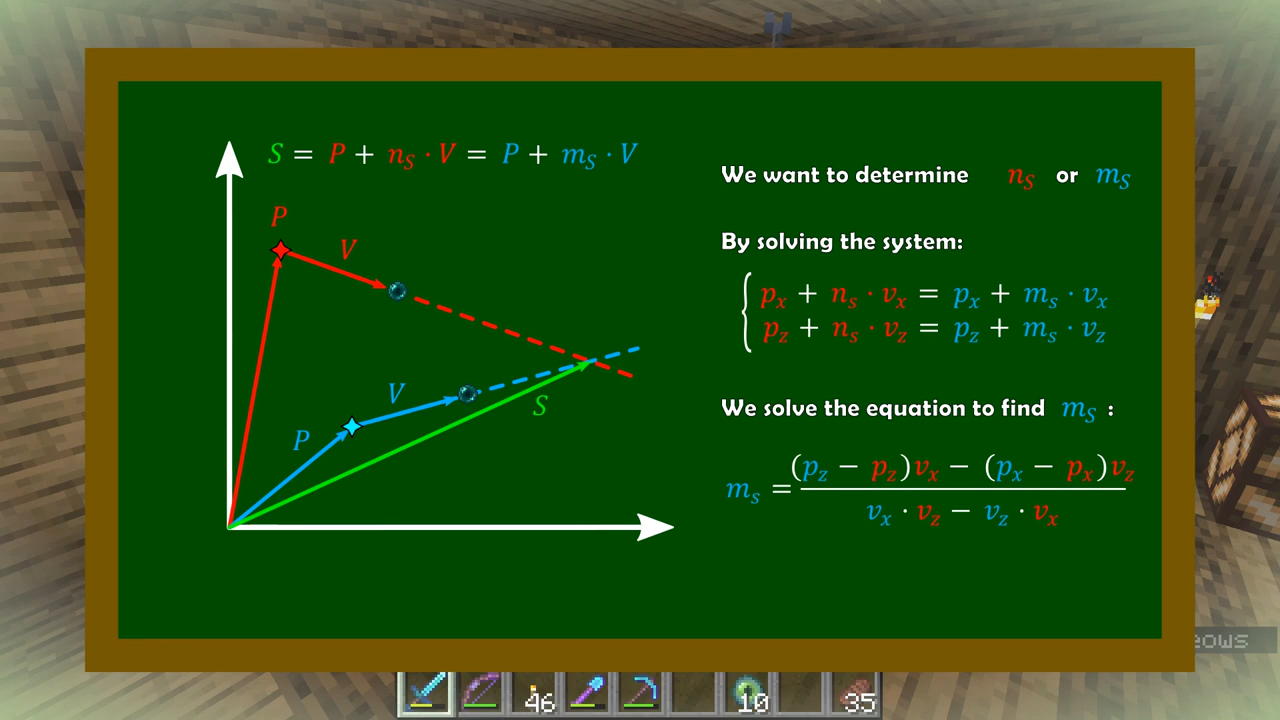 S = P + n_S · V = P + m_S · V
P
V
V
P
S
We want to determine n_S or m_S
By solving the system:
p_x + n_s · v_x = p_x + m_s · v_x
p_z + n_s · v_z = p_z + m_s · v_z
We solve the equation to find m_S :
m_s = ((p_z − p_z)v_x − (p_x − p_x)v_z) / (v_x · v_z − v_z · v_x)
46 10 35